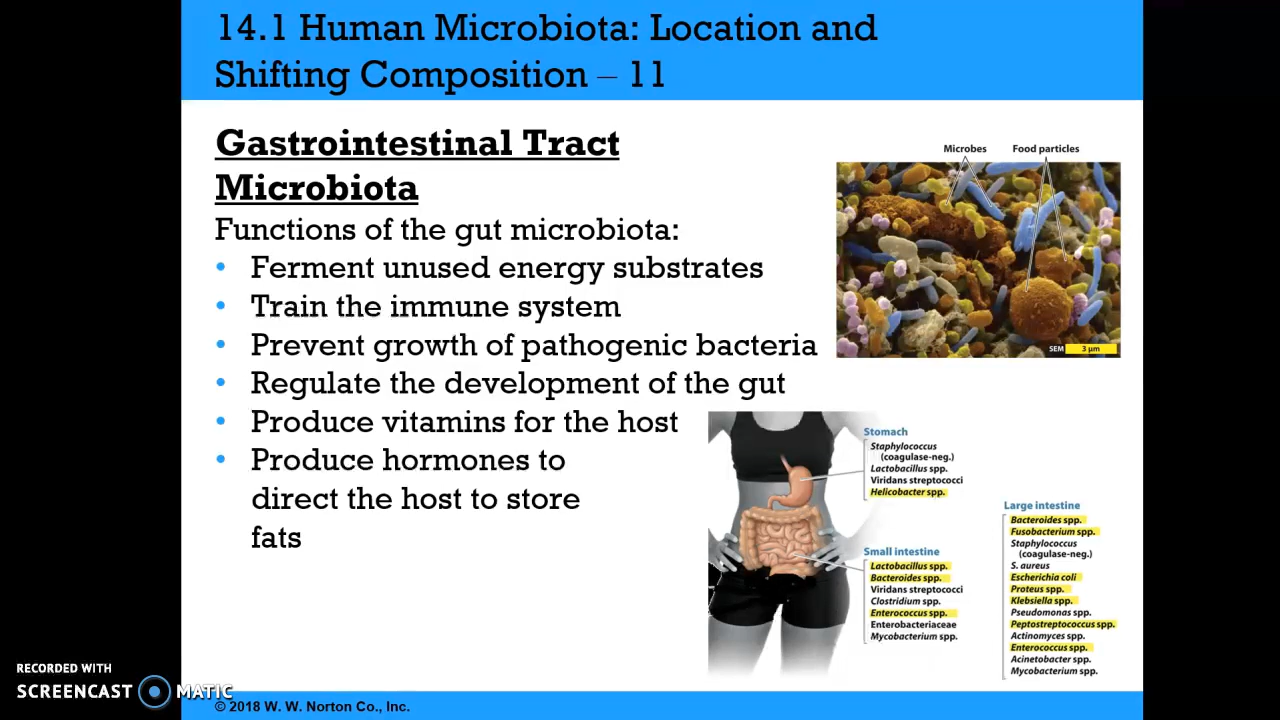 14.1 Human Microbiota: Location and
Shifting Composition – 11
Gastrointestinal Tract
Microbiota
Functions of the gut microbiota:
• Ferment unused energy substrates
• Train the immune system
• Prevent growth of pathogenic bacteria
• Regulate the development of the gut
• Produce vitamins for the host
• Produce hormones to
direct the host to store
fats
Microbes Food particles
SEM 3 µm
Stomach
Staphylococcus
(coagulase-neg.)
Lactobacillus spp.
Viridans streptococci
Helicobacter spp.
Small intestine
Lactobacillus spp.
Bacteroides spp.
Viridans streptococci
Clostridium spp.
Enterococcus spp.
Enterobacteriaceae
Mycobacterium spp.
Large intestine
Bacteroides spp.
Fusobacterium spp.
Staphylococcus
(coagulase-neg.)
S. aureus
Escherichia coli
Proteus spp.
Klebsiella spp.
Pseudomonas spp.
Peptostreptococcus spp.
Actinomyces spp.
Enterococcus spp.
Acinetobacter spp.
Mycobacterium spp.
RECORDED WITH
SCREENCAST MATIC
© 2018 W. W. Norton Co., Inc.